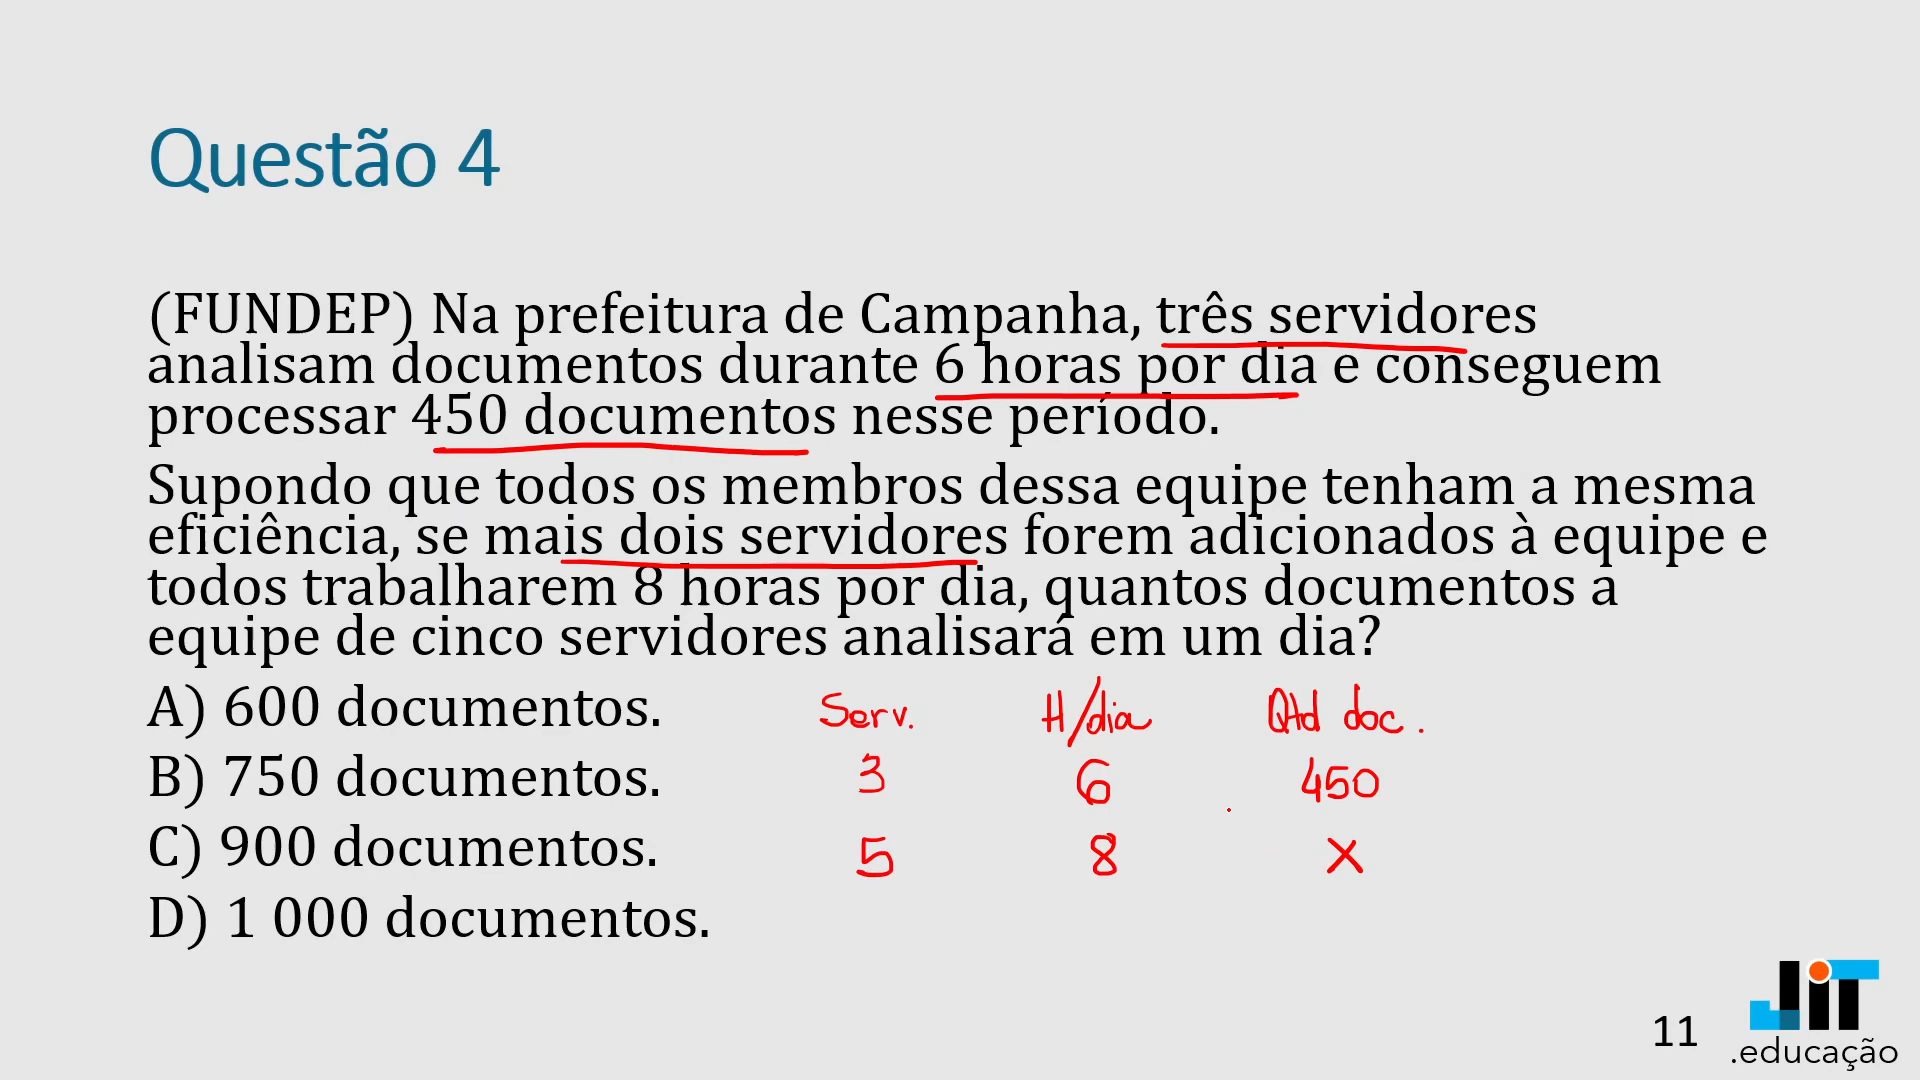 Questão 4
(FUNDEP) Na prefeitura de Campanha, três servidores
analisam documentos durante 6 horas por dia e conseguem
processar 450 documentos nesse período.
Supondo que todos os membros dessa equipe tenham a mesma
eficiência, se mais dois servidores forem adicionados à equipe e
todos trabalharem 8 horas por dia, quantos documentos a
equipe de cinco servidores analisará em um dia?
A) 600 documentos.
B) 750 documentos.
C) 900 documentos.
D) 1 000 documentos.
Serv. H/dia Qtd doc.
3 6 450
5 8 X
11
JiT
.educação